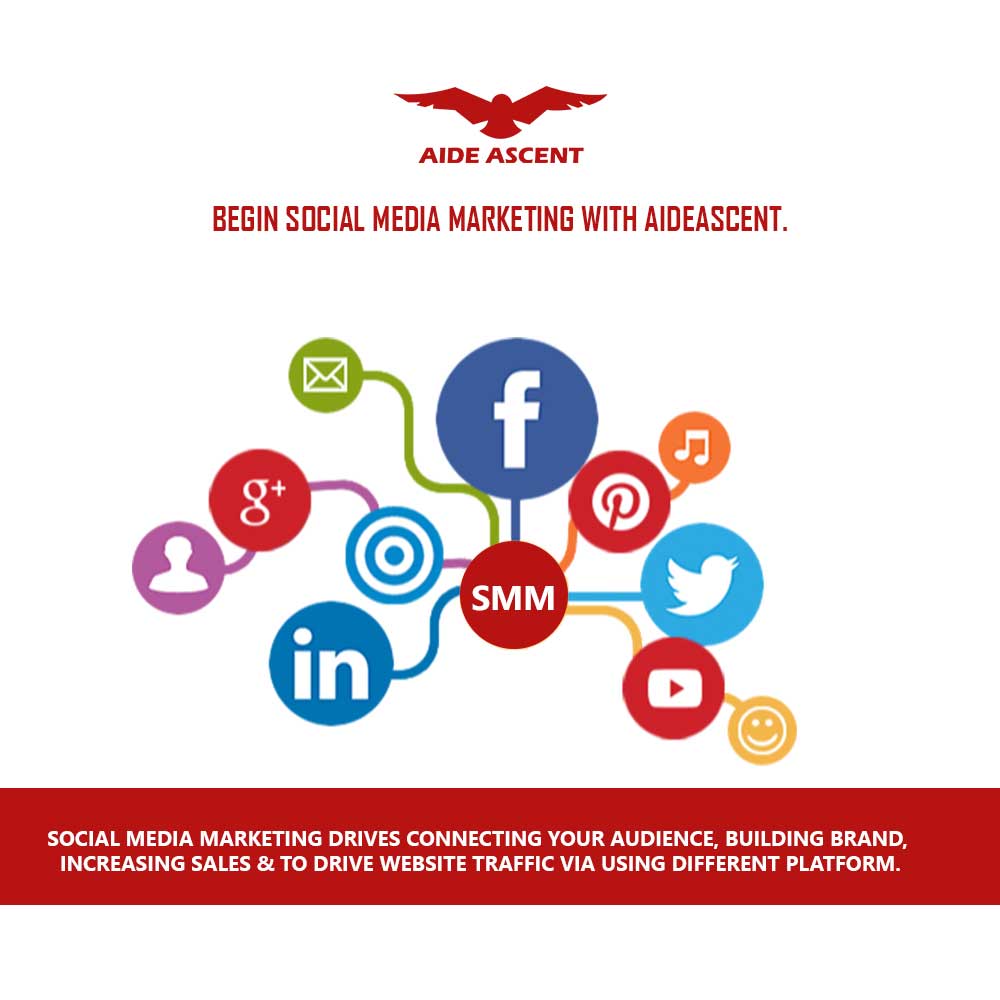 AIDE ASCENT
BEGIN SOCIAL MEDIA MARKETING WITH AIDEASCENT.
f
g+
in
SMM
SOCIAL MEDIA MARKETING DRIVES CONNECTING YOUR AUDIENCE, BUILDING BRAND,
INCREASING SALES & TO DRIVE WEBSITE TRAFFIC VIA USING DIFFERENT PLATFORM.